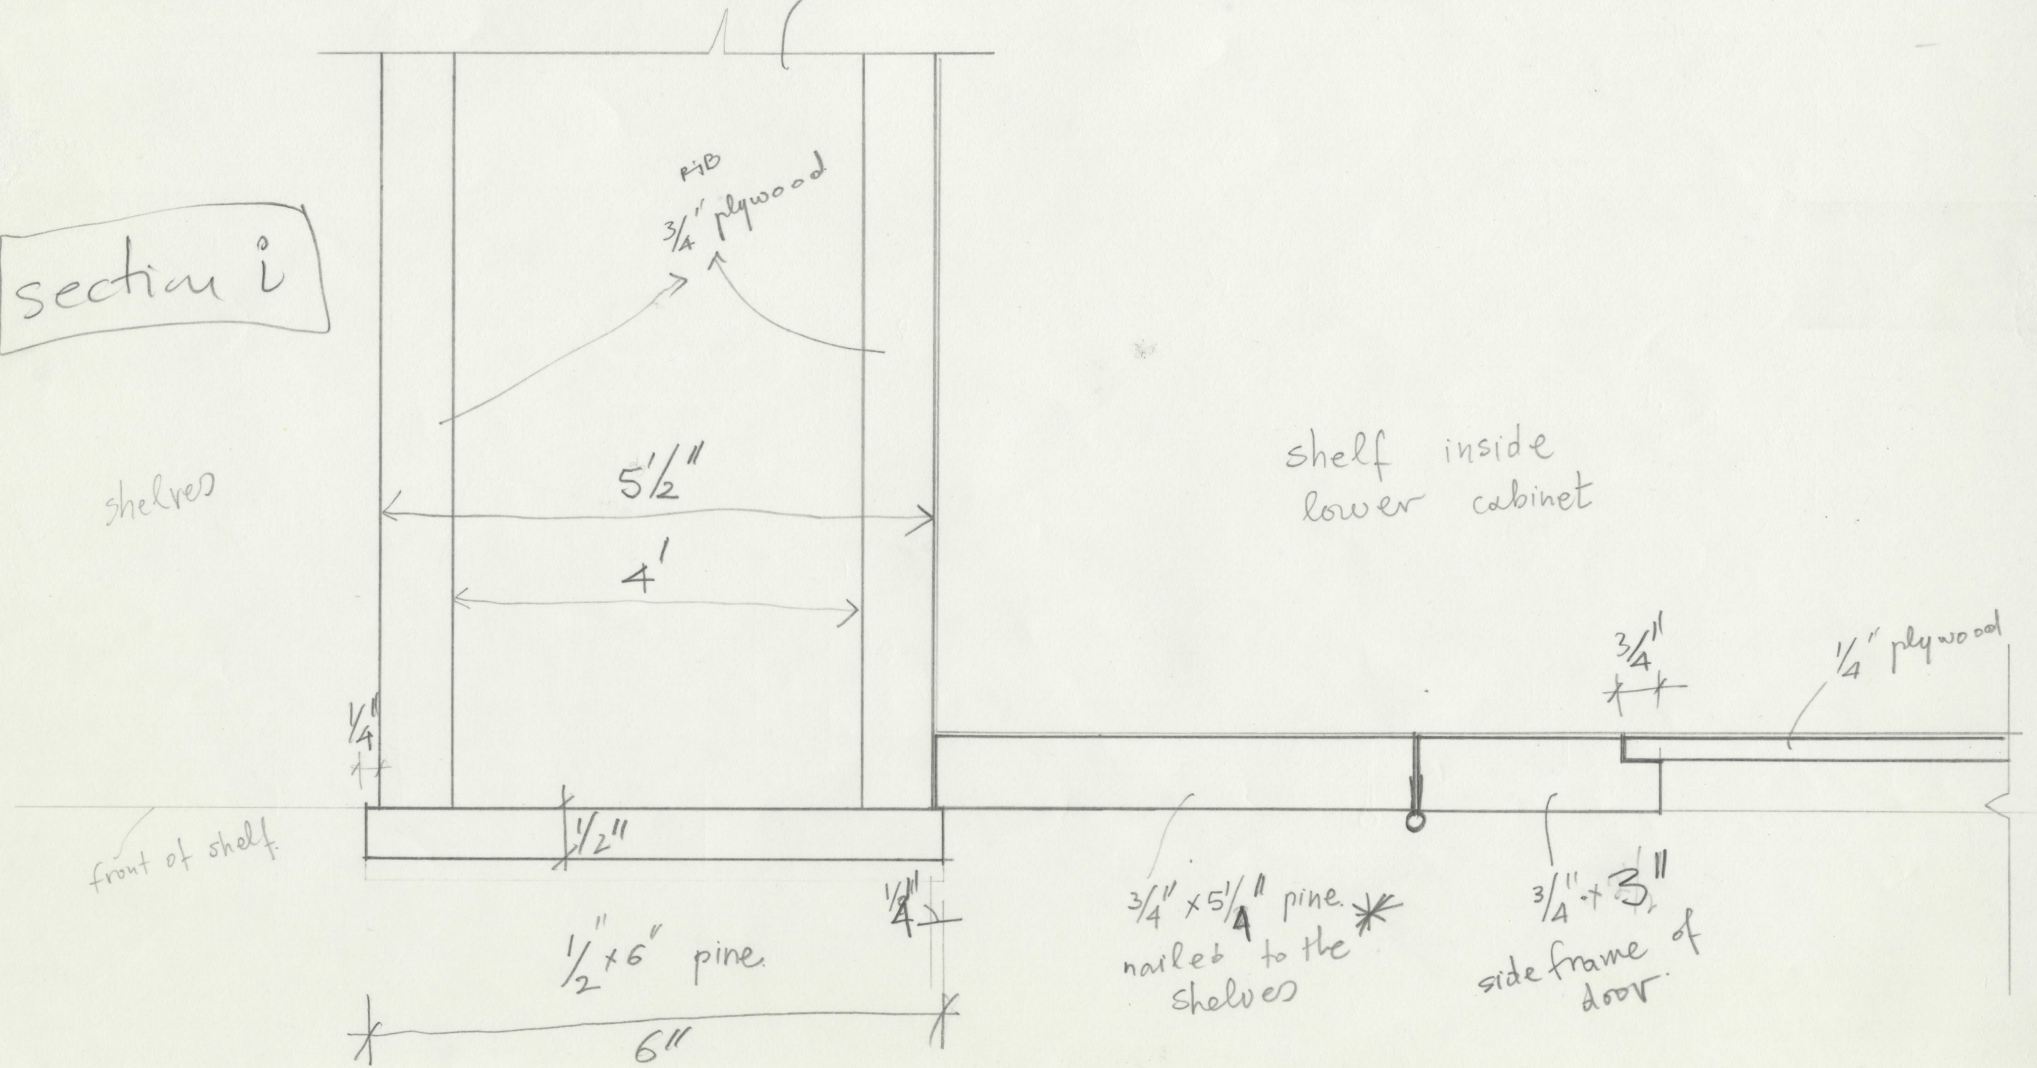 RIB
3/4" plywood
section i
5 1/2"
shelves
shelf inside
lower cabinet
4'
3/4"
1/4" plywood
1/4"
1/2"
front of shelf.
1/4"
3/4" x 5 1/4" pine.
nailed to the
shelves
3/4" x 3"
side frame of
door.
1/2" x 6" pine.
6"